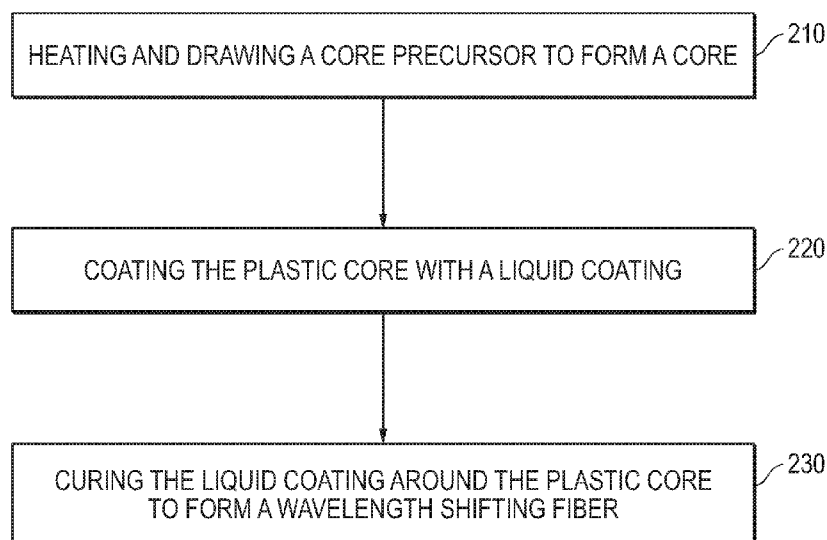 HEATING AND DRAWING A CORE PRECURSOR TO FORM A CORE
210
COATING THE PLASTIC CORE WITH A LIQUID COATING
220
CURING THE LIQUID COATING AROUND THE PLASTIC CORE
TO FORM A WAVELENGTH SHIFTING FIBER
230